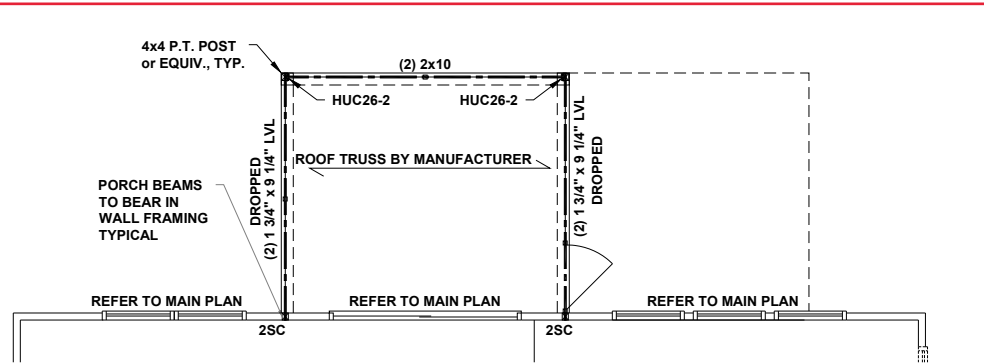 4x4 P.T. POST
or EQUIV., TYP.
(2) 2x10
HUC26-2
HUC26-2
DROPPED
(2) 1 3/4" x 9 1/4" LVL
ROOF TRUSS BY MANUFACTURER
(2) 1 3/4" x 9 1/4" LVL
DROPPED
PORCH BEAMS
TO BEAR IN
WALL FRAMING
TYPICAL
REFER TO MAIN PLAN
REFER TO MAIN PLAN
REFER TO MAIN PLAN
2SC
2SC